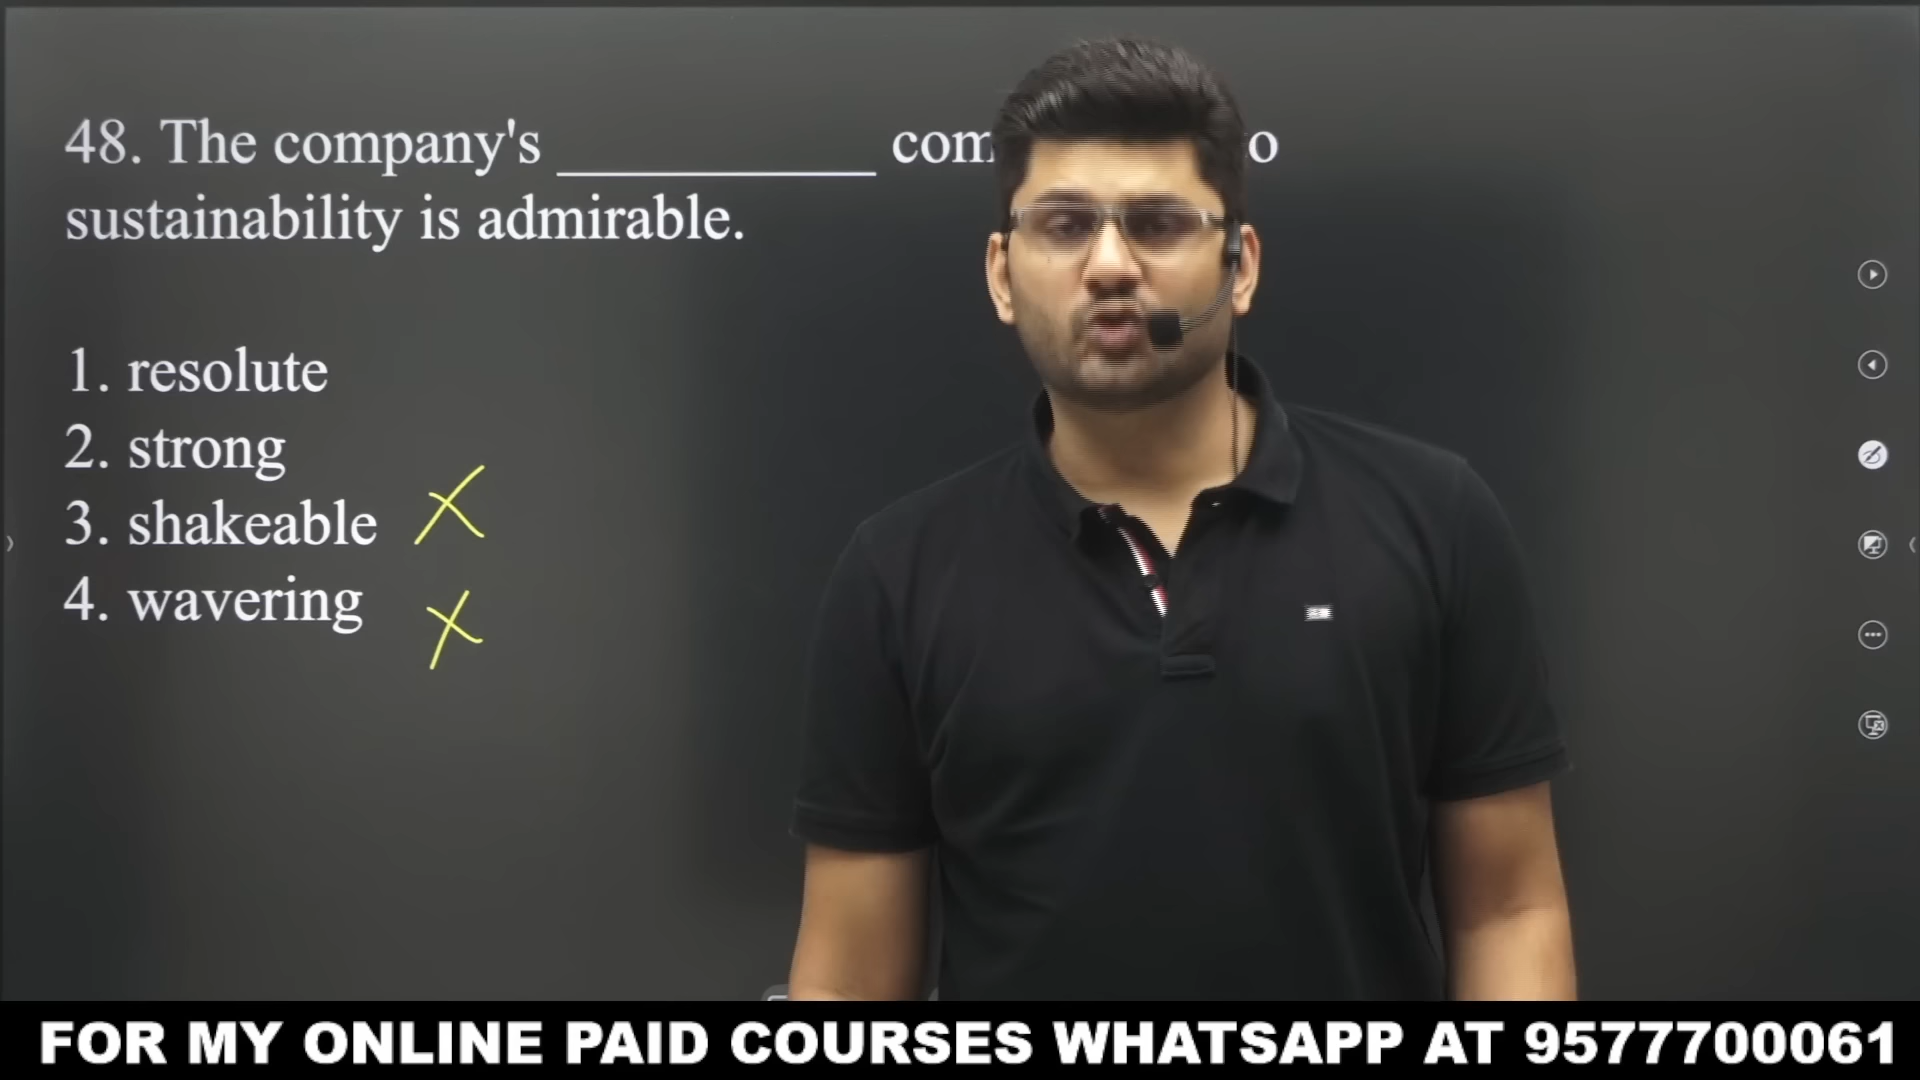 48. The company's __________ com o
sustainability is admirable.
1. resolute
2. strong
3. shakeable
4. wavering
FOR MY ONLINE PAID COURSES WHATSAPP AT 9577700061